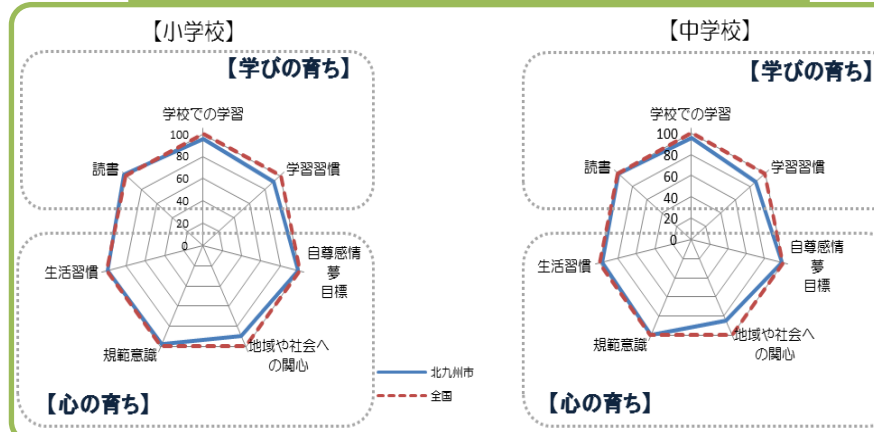 【小学校】
【学びの育ち】
学校での学習
100
80
60
40
20
0
学習習慣
自尊感情
夢
目標
地域や社会へ
の関心
規範意識
生活習慣
読書
【心の育ち】
北九州市
全国
【中学校】
【学びの育ち】
学校での学習
100
80
60
40
20
0
学習習慣
自尊感情
夢
目標
地域や社会へ
の関心
規範意識
生活習慣
読書
【心の育ち】